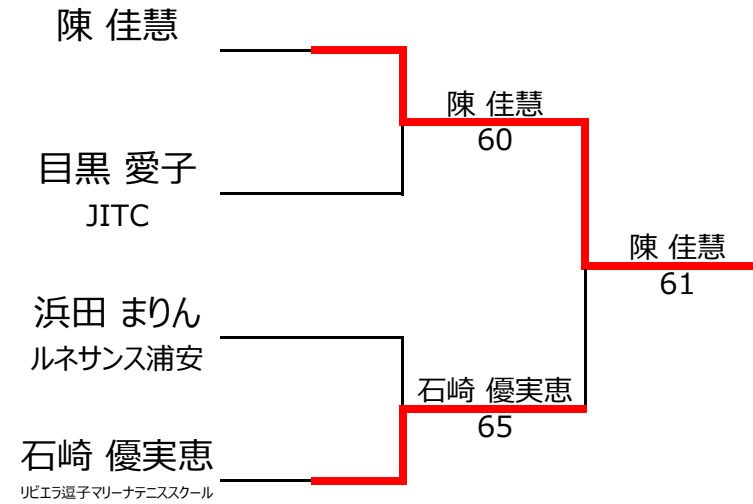 陳 佳慧
陳 佳慧
60
目黒 愛子
JITC
陳 佳慧
61
浜田 まりん
ルネサンス浦安
石崎 優実恵
65
石崎 優実恵
リビエラ逗子マリーナテニススクール